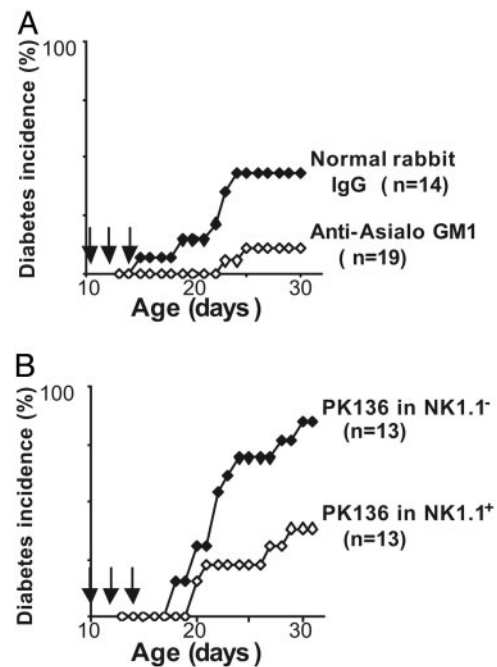 A
100
Diabetes incidence (%)
Normal rabbit
IgG ( n=14)
Anti-Asialo GM1
( n=19)
10 20 30
Age (days)
B
100
Diabetes incidence (%)
PK136 in NK1.1-
(n=13)
PK136 in NK1.1+
(n=13)
10 20 30
Age (days)